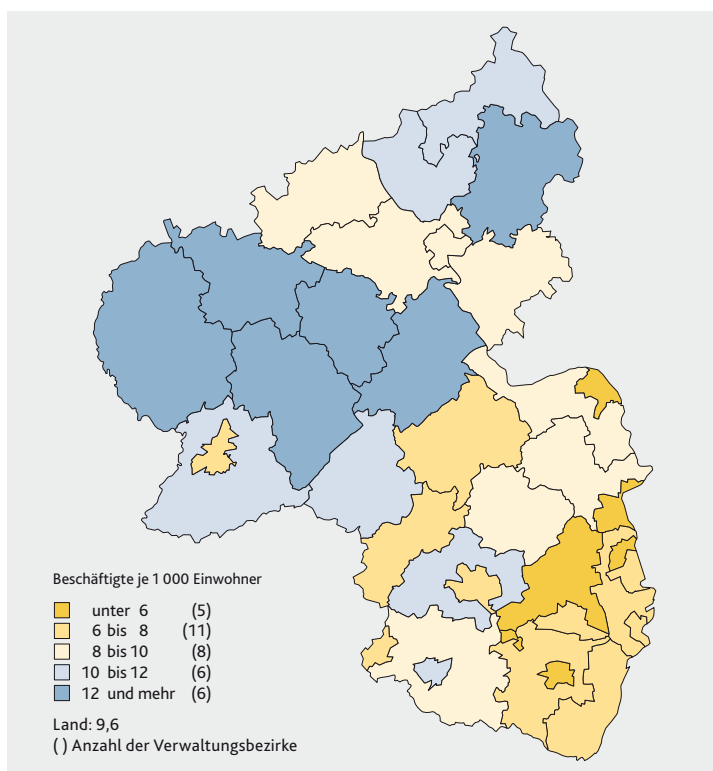 Beschäftigte je 1 000 Einwohner
unter 6 (5)
6 bis 8 (11)
8 bis 10 (8)
10 bis 12 (6)
12 und mehr (6)
Land: 9,6
( ) Anzahl der Verwaltungsbezirke